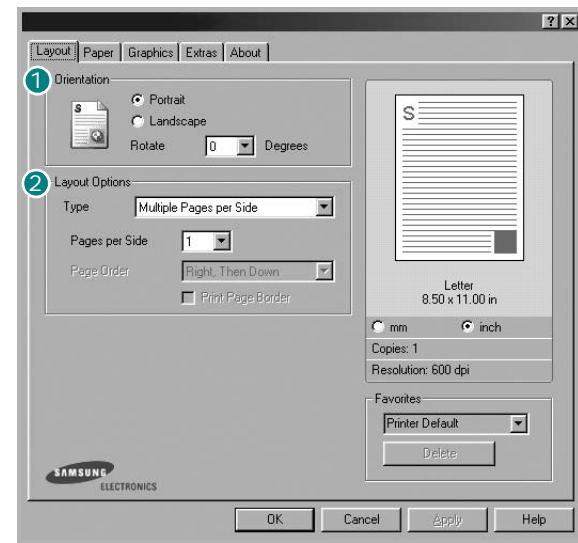 ? X
Layout Paper Graphics Extras About
1 Orientation
S
Portrait
Landscape
Rotate 0 Degrees
2 Layout Options
Type Multiple Pages per Side
Pages per Side 1
Page Order Right, Then Down
Print Page Border
S
Letter
8.50 x 11.00 in
mm inch
Copies: 1
Resolution: 600 dpi
Favorites
Printer Default
Delete
SAMSUNG
ELECTRONICS
OK Cancel Apply Help